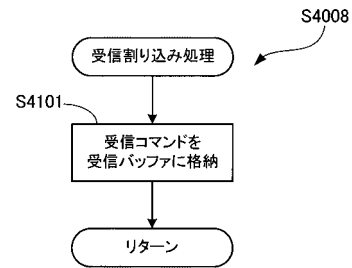 S4008
受信割り込み処理
S4101
受信コマンドを
受信バッファに格納
リターン